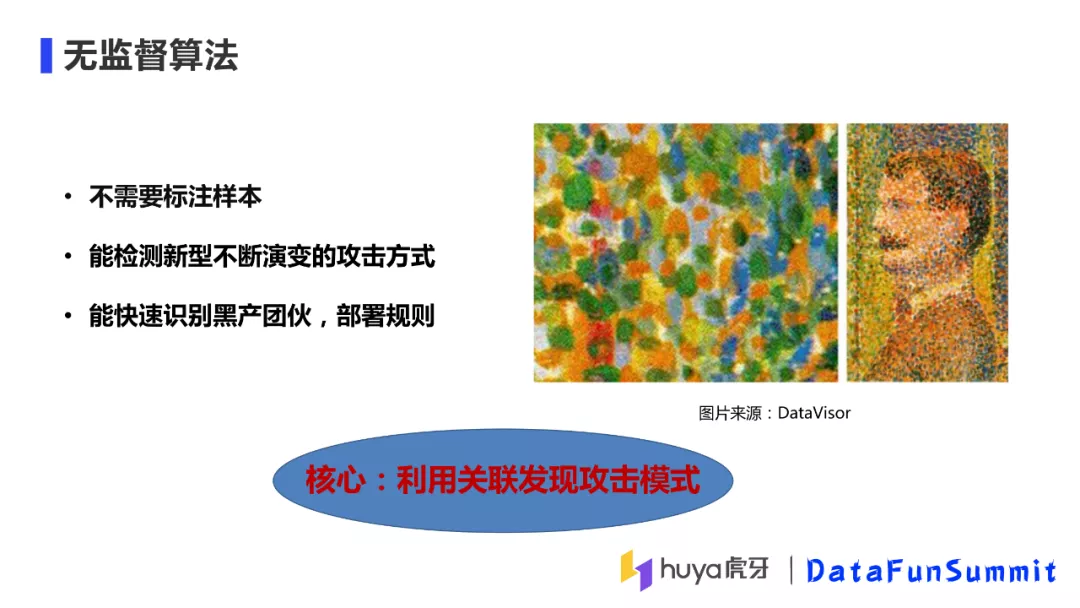 无监督算法
• 不需要标注样本
• 能检测新型不断演变的攻击方式
• 能快速识别黑产团伙，部署规则
图片来源：DataVisor
核心：利用关联发现攻击模式
huya虎牙 | DataFunSummit